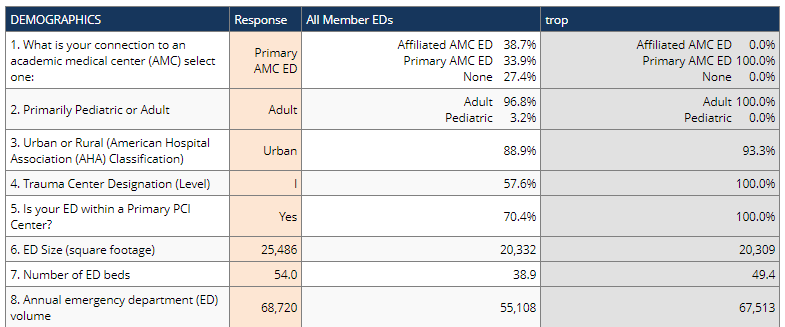 DEMOGRAPHICS Response All Member EDs trop
1. What is your connection to an
academic medical center (AMC) select
one:
Primary
AMC ED
Affiliated AMC ED 38.7%
Primary AMC ED 33.9%
None 27.4%
Affiliated AMC ED 0.0%
Primary AMC ED 100.0%
None 0.0%
2. Primarily Pediatric or Adult
Adult
Adult 96.8%
Pediatric 3.2%
Adult 100.0%
Pediatric 0.0%
3. Urban or Rural (American Hospital
Association (AHA) Classification)
Urban
88.9%
93.3%
4. Trauma Center Designation (Level) I 57.6% 100.0%
5. Is your ED within a Primary PCI
Center?
Yes
70.4%
100.0%
6. ED Size (square footage) 25,486 20,332 20,309
7. Number of ED beds 54.0 38.9 49.4
8. Annual emergency department (ED)
volume
68,720
55,108
67,513